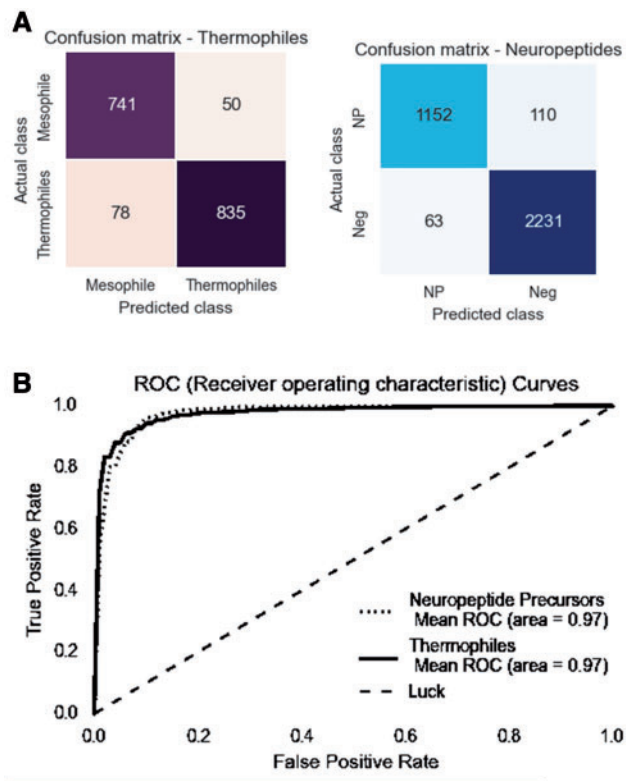 A
Confusion matrix - Thermophiles
Actual class
Mesophile
Thermophiles
741 50
78 835
Mesophile Thermophiles
Predicted class
Confusion matrix - Neuropeptides
Actual class
NP
Neg
1152 110
63 2231
NP Neg
Predicted class
B
ROC (Receiver operating characteristic) Curves
True Positive Rate
1.0
0.8
0.6
0.4
0.2
0.0
Neuropeptide Precursors
Mean ROC (area = 0.97)
Thermophiles
Mean ROC (area = 0.97)
Luck
0.0 0.2 0.4 0.6 0.8 1.0
False Positive Rate